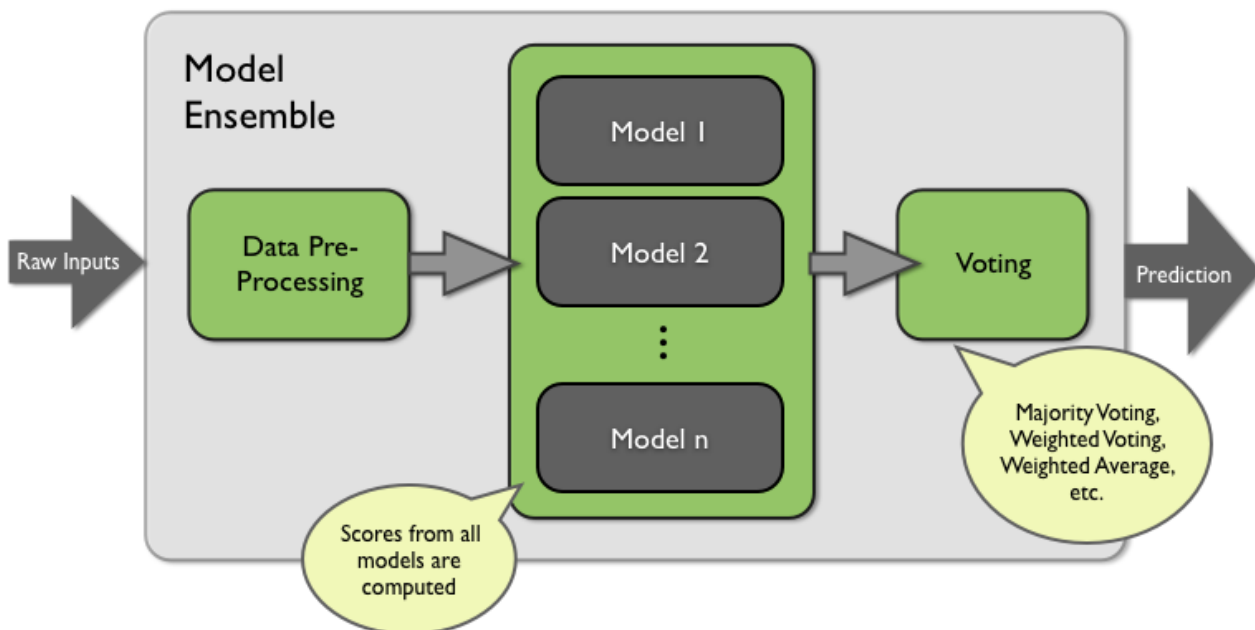 Model
Ensemble
Raw Inputs
Data Pre-
Processing
Model 1
Model 2
Model n
Voting
Prediction
Scores from all
models are
computed
Majority Voting,
Weighted Voting,
Weighted Average,
etc.